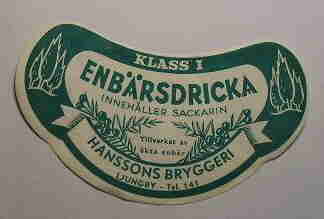 KLASS I
ENBÄRSDRICKA
INNEHÅLLER SACKARIN
Tillverkat av
äkta enbär
HANSSONS BRYGGERI
LJUNGBY - Tel. 141